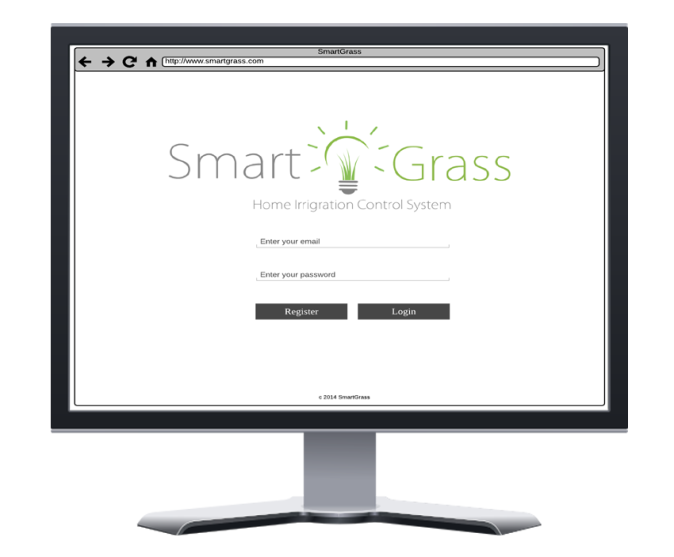 SmartGrass
http://www.smartgrass.com
Smart Grass
Home Irrigration Control System
Enter your email
Enter your password
Register Login
c 2014 SmartGrass